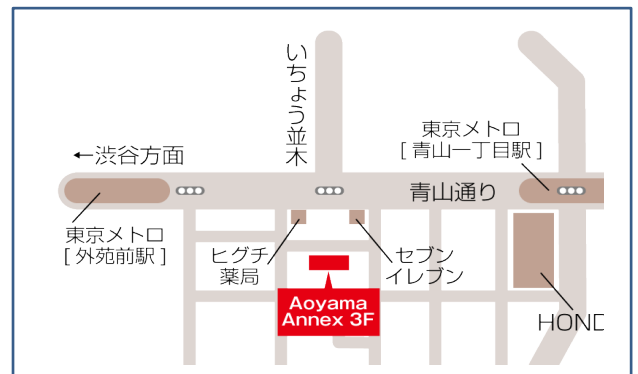 いちょう並木
←渋谷方面
東京メトロ
[ 青山一丁目駅 ]
青山通り
東京メトロ
[ 外苑前駅 ]
ヒグチ
薬局
セブン
イレブン
Aoyama
Annex 3F
HOND